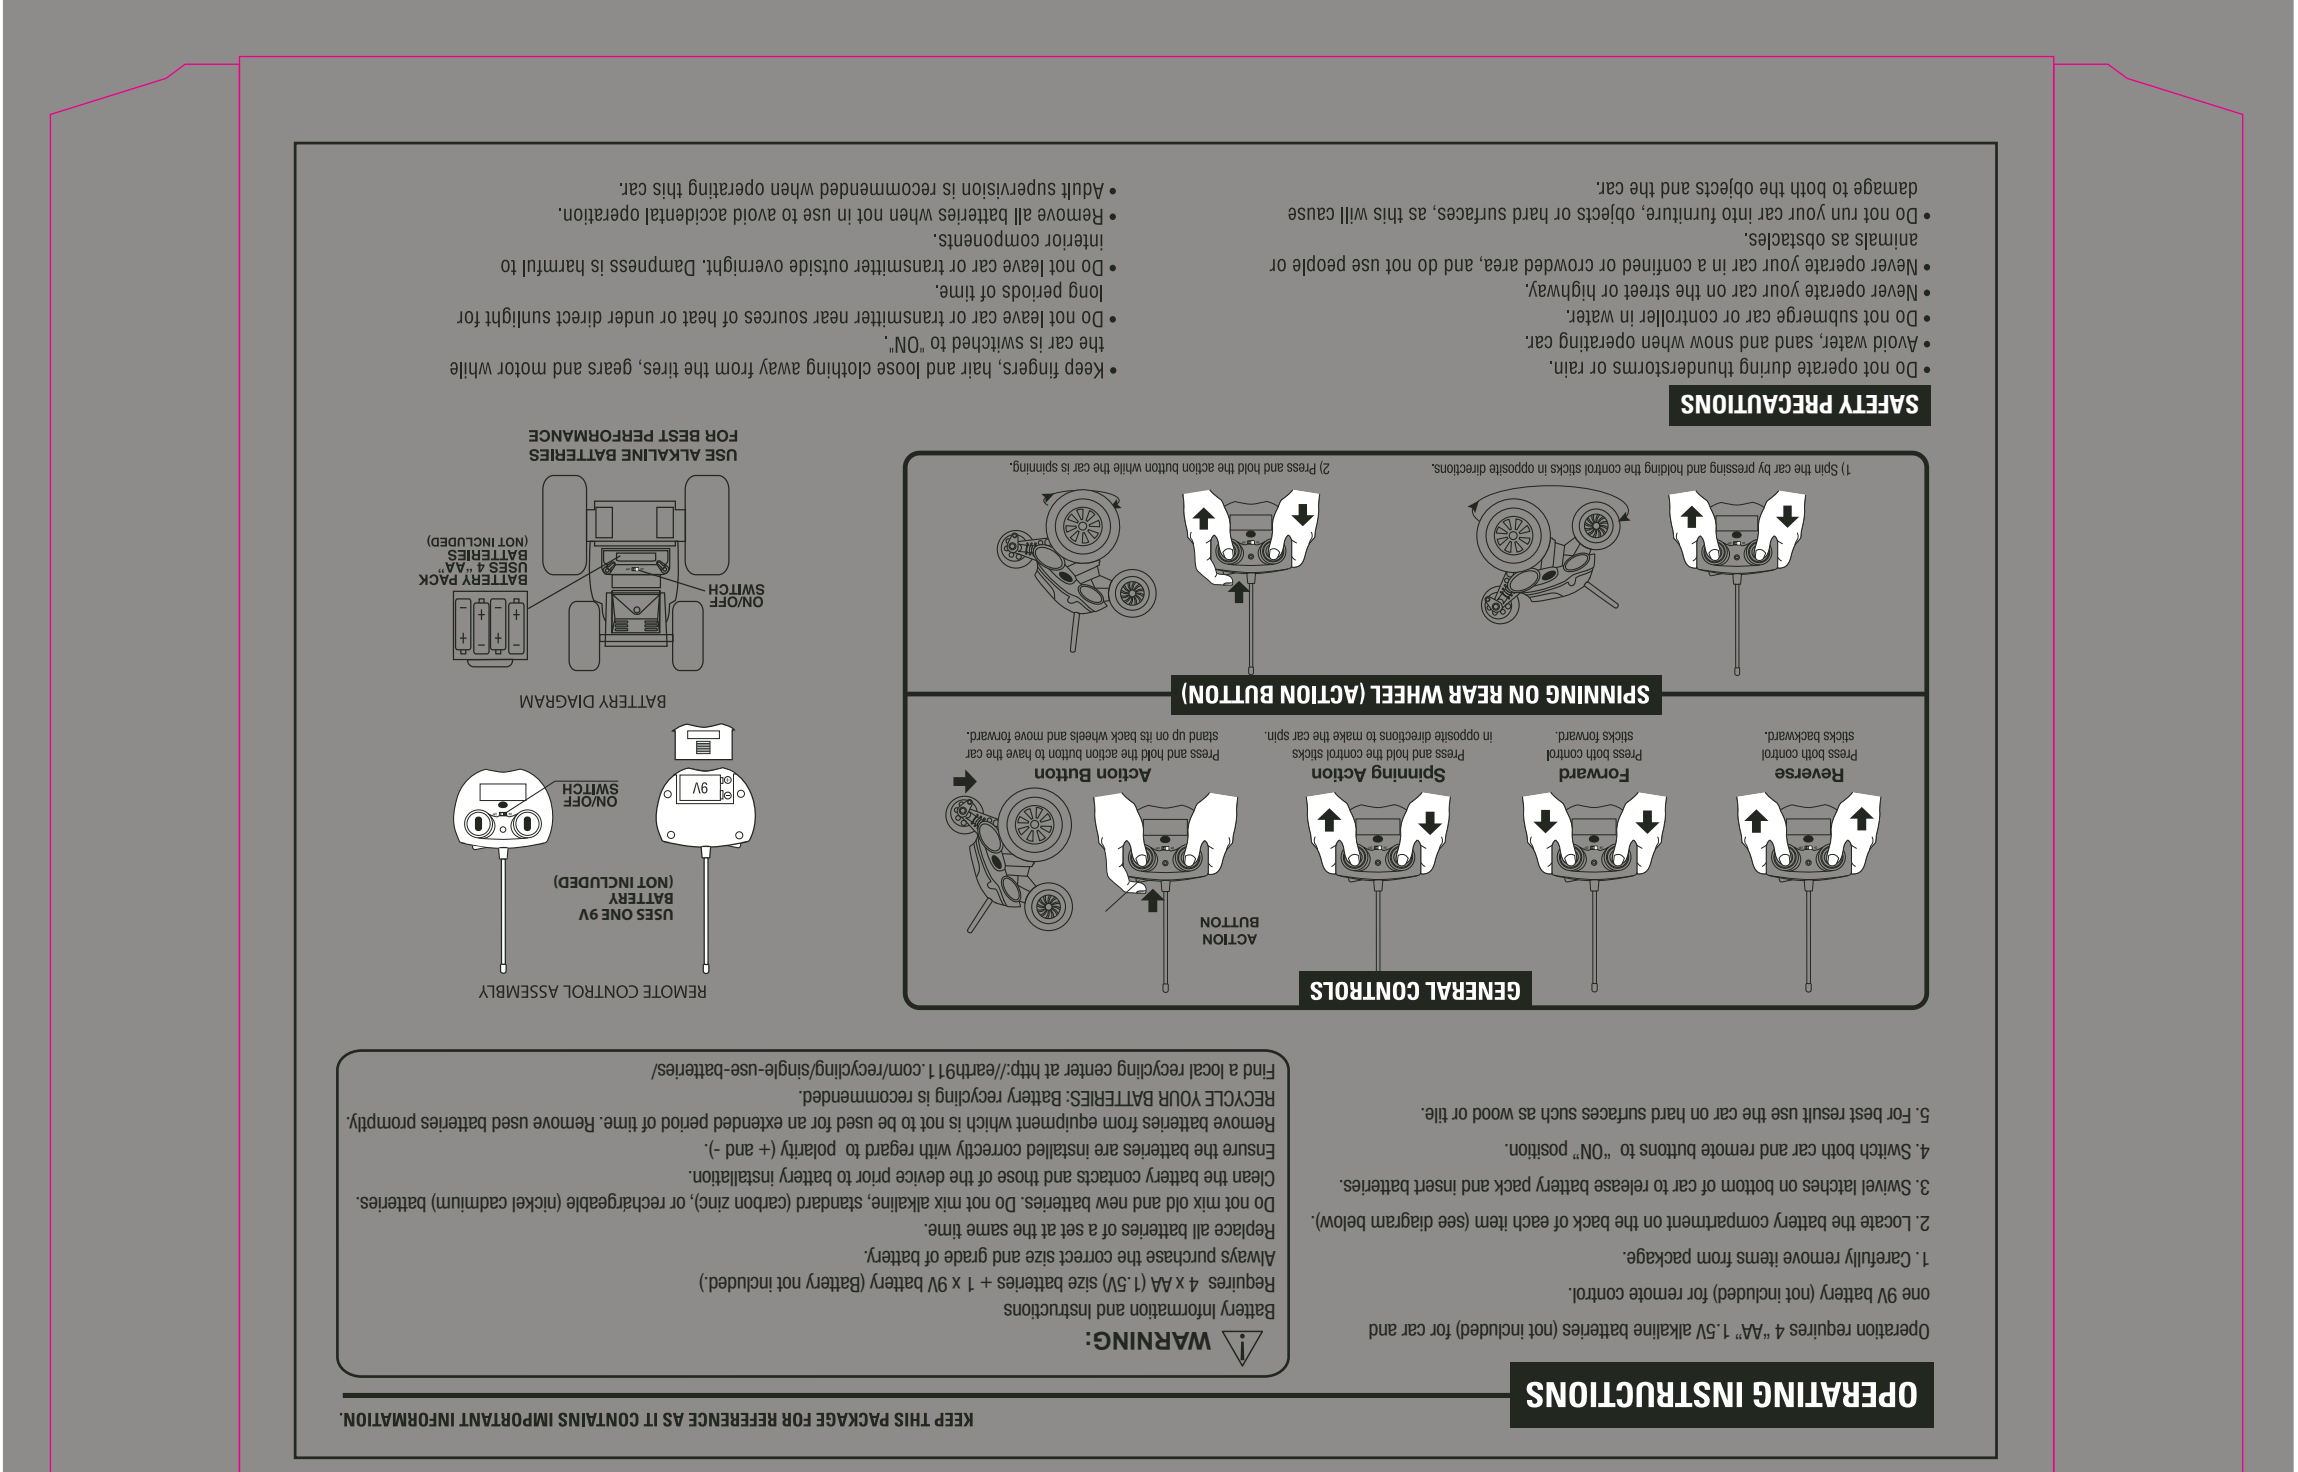 KEEP THIS PACKAGE FOR REFERENCE AS IT CONTAINS IMPORTANT INFORMATION.
OPERATING INSTRUCTIONS
Operation requires 4 “AA” 1.5V alkaline batteries (not included) for car and
one 9V battery (not included) for remote control.
1. Carefully remove items from package.
2. Locate the battery compartment on the back of each item (see diagram below).
3. Swivel latches on bottom of car to release battery pack and insert batteries.
4. Switch both car and remote buttons to “ON” position.
5. For best result use the car on hard surfaces such as wood or tile.
WARNING:
Battery Information and Instructions
Requires 4 x AA (1.5V) size batteries + 1 x 9V battery (Battery not included.)
Always purchase the correct size and grade of battery.
Replace all batteries of a set at the same time.
Do not mix old and new batteries. Do not mix alkaline, standard (carbon zinc), or rechargeable (nickel cadmium) batteries.
Clean the battery contacts and those of the device prior to battery installation.
Ensure the batteries are installed correctly with regard to polarity (+ and -).
Remove batteries from equipment which is not to be used for an extended period of time. Remove used batteries promptly.
RECYCLE YOUR BATTERIES: Battery recycling is recommended.
Find a local recycling center at http://earth911.com/recycling/single-use-batteries/
GENERAL CONTROLS
ACTION
BUTTON
Reverse
Press both control
sticks backward.
Forward
Press both control
sticks forward.
Spinning Action
Press and hold the control sticks
in opposite directions to make the car spin.
Action Button
Press and hold the action button to have the car
stand up on its back wheels and move forward.
SPINNING ON REAR WHEEL (ACTION BUTTON)
1) Spin the car by pressing and holding the control sticks in opposite directions.
2) Press and hold the action button while the car is spinning.
REMOTE CONTROL ASSEMBLY
USES ONE 9V
BATTERY
(NOT INCLUDED)
ON/OFF
SWITCH
9V
BATTERY DIAGRAM
ON/OFF
SWITCH
BATTERY PACK
USES 4 “AA”
BATTERIES
(NOT INCLUDED)
USE ALKALINE BATTERIES
FOR BEST PERFORMANCE
SAFETY PRECAUTIONS
• Do not operate during thunderstorms or rain.
• Avoid water, sand and snow when operating car.
• Do not submerge car or controller in water.
• Never operate your car on the street or highway.
• Never operate your car in a confined or crowded area, and do not use people or
animals as obstacles.
• Do not run your car into furniture, objects or hard surfaces, as this will cause
damage to both the objects and the car.
• Keep fingers, hair and loose clothing away from the tires, gears and motor while
the car is switched to "ON".
• Do not leave car or transmitter near sources of heat or under direct sunlight for
long periods of time.
• Do not leave car or transmitter outside overnight. Dampness is harmful to
interior components.
• Remove all batteries when not in use to avoid accidental operation.
• Adult supervision is recommended when operating this car.